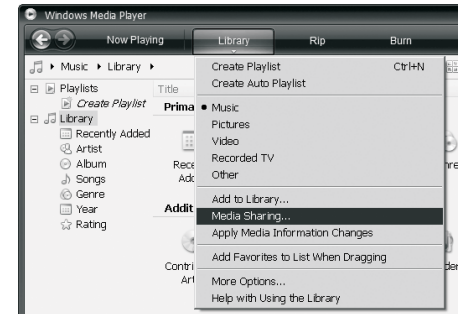 Windows Media Player
Now Playing Library Rip Burn
Music Library
Create Playlist Ctrl+N
Create Auto Playlist
Playlists
Create Playlist
Library
Recently Added
Artist
Album
Songs
Genre
Year
Rating
Title
Prima
Rece
Adc
Addit
Contri
Art
Music
Pictures
Video
Recorded TV
Other
Add to Library...
Media Sharing...
Apply Media Information Changes
Add Favorites to List When Dragging
More Options...
Help with Using the Library
nre
der